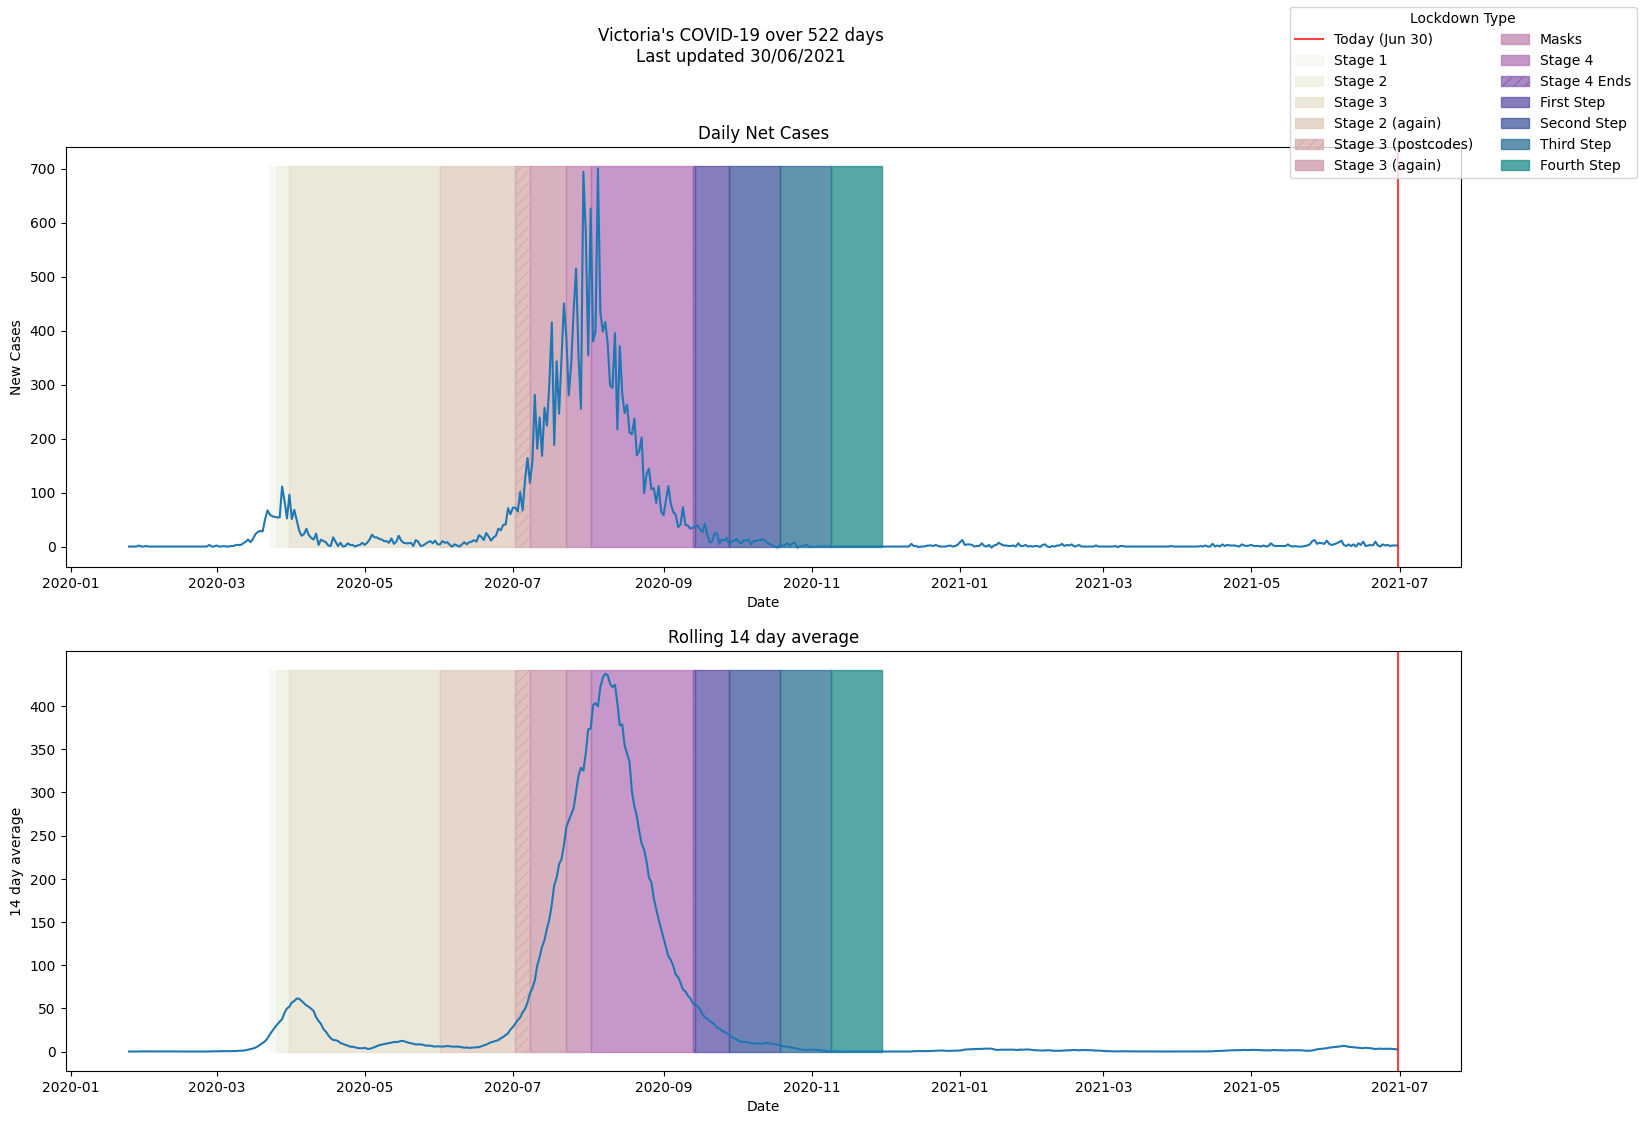 Victoria's COVID-19 over 522 days
Last updated 30/06/2021
Lockdown Type
Today (Jun 30)
Stage 1
Stage 2
Stage 3
Stage 2 (again)
Stage 3 (postcodes)
Stage 3 (again)
Masks
Stage 4
Stage 4 Ends
First Step
Second Step
Third Step
Fourth Step
Daily Net Cases
New Cases
700
600
500
400
300
200
100
0
2020-01 2020-03 2020-05 2020-07 2020-09 2020-11 2021-01 2021-03 2021-05 2021-07
Date
Rolling 14 day average
14 day average
400
350
300
250
200
150
100
50
0
2020-01 2020-03 2020-05 2020-07 2020-09 2020-11 2021-01 2021-03 2021-05 2021-07
Date